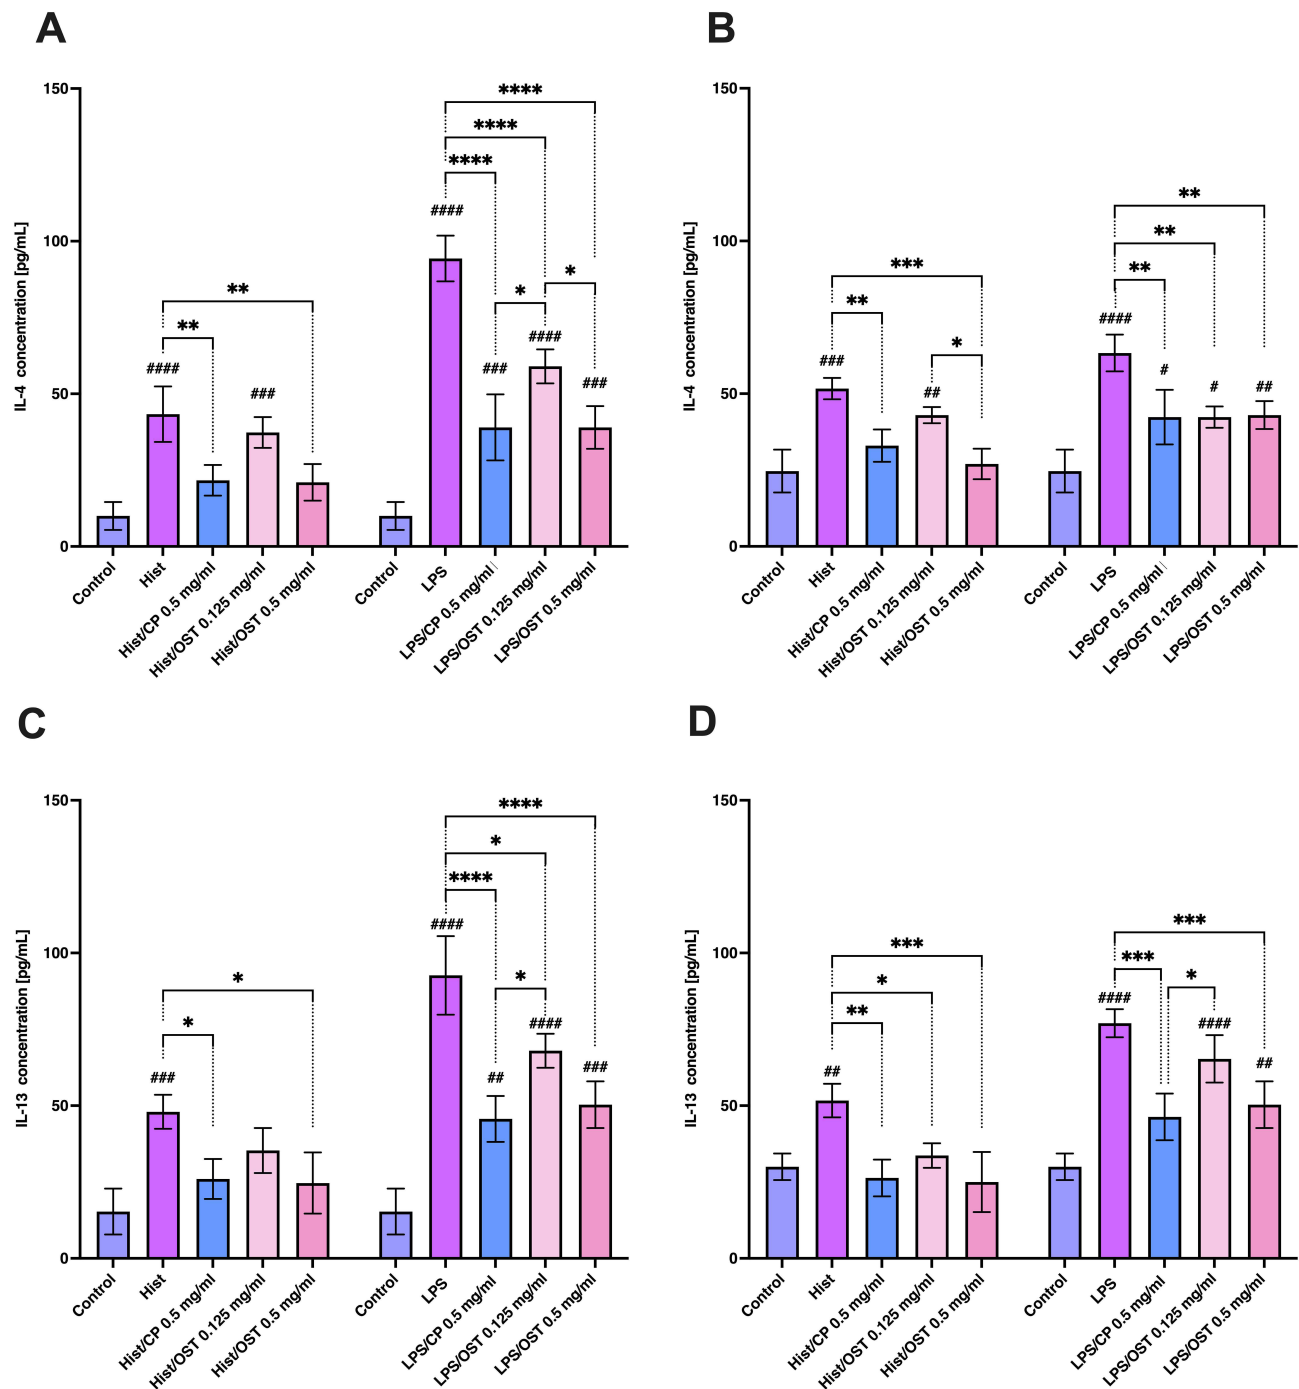 A
IL-4 concentration [pg/mL]
150
100
50
0
****
****
****
####
*
*
**
**
####
###
###
####
###
Control
Hist
Hist/CP 0.5 mg/ml
Hist/OST 0.125 mg/ml
Hist/OST 0.5 mg/ml
Control
LPS
LPS/CP 0.5 mg/ml
LPS/OST 0.125 mg/ml
LPS/OST 0.5 mg/ml
B
IL-4 concentration [pg/mL]
150
100
50
0
***
**
*
###
##
**
**
**
####
#
#
##
Control
Hist
Hist/CP 0.5 mg/ml
Hist/OST 0.125 mg/ml
Hist/OST 0.5 mg/ml
Control
LPS
LPS/CP 0.5 mg/ml
LPS/OST 0.125 mg/ml
LPS/OST 0.5 mg/ml
C
IL-13 concentration [pg/mL]
150
100
50
0
*
*
###
****
*
****
####
*
##
####
###
Control
Hist
Hist/CP 0.5 mg/ml
Hist/OST 0.125 mg/ml
Hist/OST 0.5 mg/ml
Control
LPS
LPS/CP 0.5 mg/ml
LPS/OST 0.125 mg/ml
LPS/OST 0.5 mg/ml
D
IL-13 concentration [pg/mL]
150
100
50
0
***
*
**
##
***
***
*
####
####
##
Control
Hist
Hist/CP 0.5 mg/ml
Hist/OST 0.125 mg/ml
Hist/OST 0.5 mg/ml
Control
LPS
LPS/CP 0.5 mg/ml
LPS/OST 0.125 mg/ml
LPS/OST 0.5 mg/ml